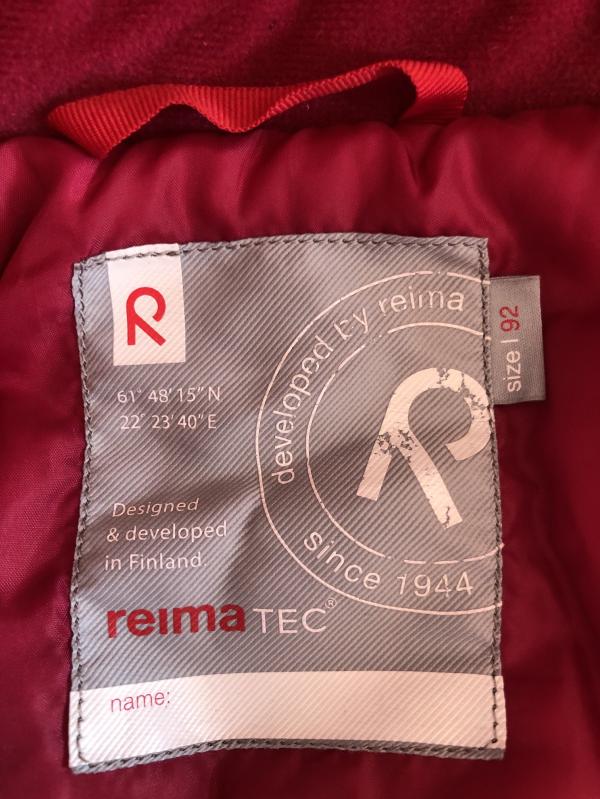 R
61° 48' 15" N
22° 23' 40" E
developed by reima
R
since 1944
size | 92
Designed
& developed
in Finland.
reima TEC®
name: